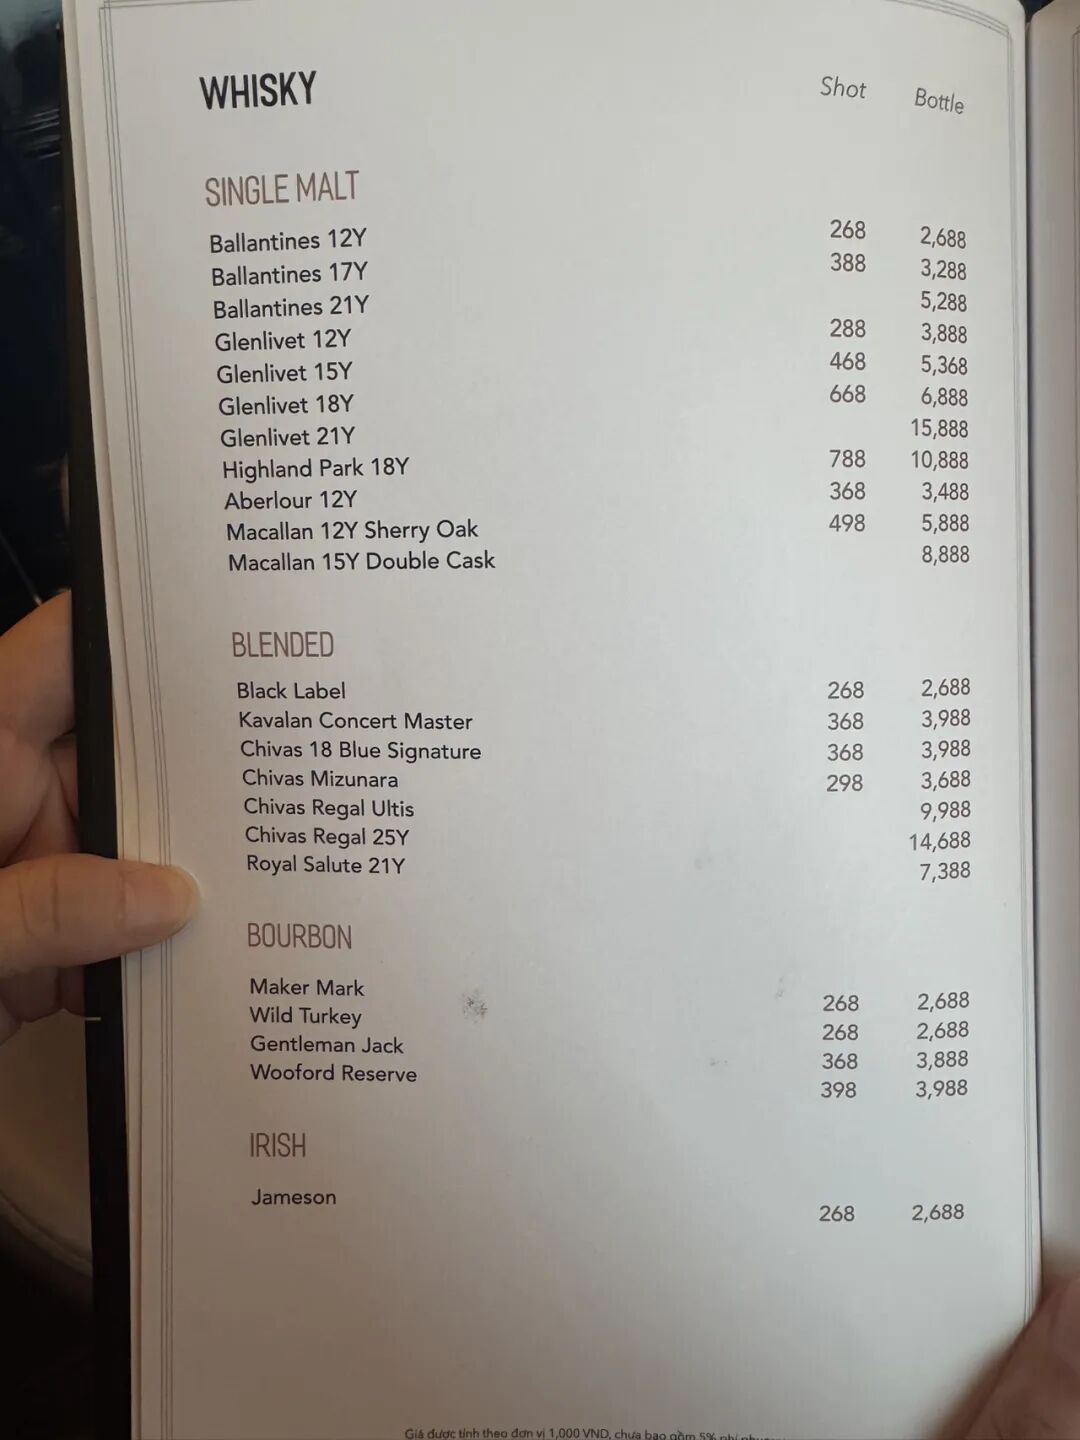 WHISKY Shot Bottle
SINGLE MALT
Ballantines 12Y 268 2,688
Ballantines 17Y 388 3,288
Ballantines 21Y 5,288
Glenlivet 12Y 288 3,888
Glenlivet 15Y 468 5,368
Glenlivet 18Y 668 6,888
Glenlivet 21Y 15,888
Highland Park 18Y 788 10,888
Aberlour 12Y 368 3,488
Macallan 12Y Sherry Oak 498 5,888
Macallan 15Y Double Cask 8,888
BLENDED
Black Label 268 2,688
Kavalan Concert Master 368 3,988
Chivas 18 Blue Signature 368 3,988
Chivas Mizunara 298 3,688
Chivas Regal Ultis 9,988
Chivas Regal 25Y 14,688
Royal Salute 21Y 7,388
BOURBON
Maker Mark 268 2,688
Wild Turkey 268 2,688
Gentleman Jack 368 3,888
Wooford Reserve 398 3,988
IRISH
Jameson 268 2,688
Giá được tính theo đơn vị 1,000 VND, chưa bao gồm 5% phí